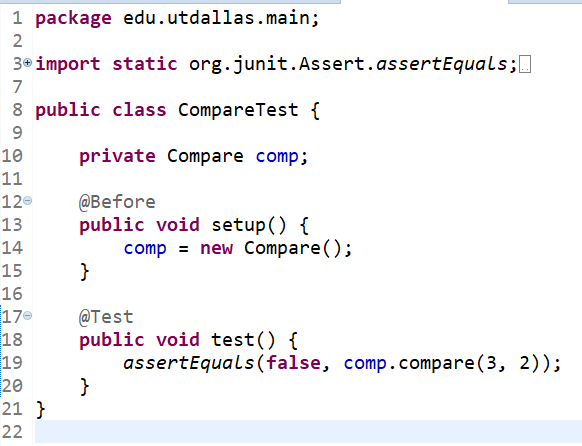 1 package edu.utdallas.main;
2
3 import static org.junit.Assert.assertEquals;
7
8 public class CompareTest {
9
10     private Compare comp;
11
12     @Before
13     public void setup() {
14         comp = new Compare();
15     }
16
17     @Test
18     public void test() {
19         assertEquals(false, comp.compare(3, 2));
20     }
21 }
22